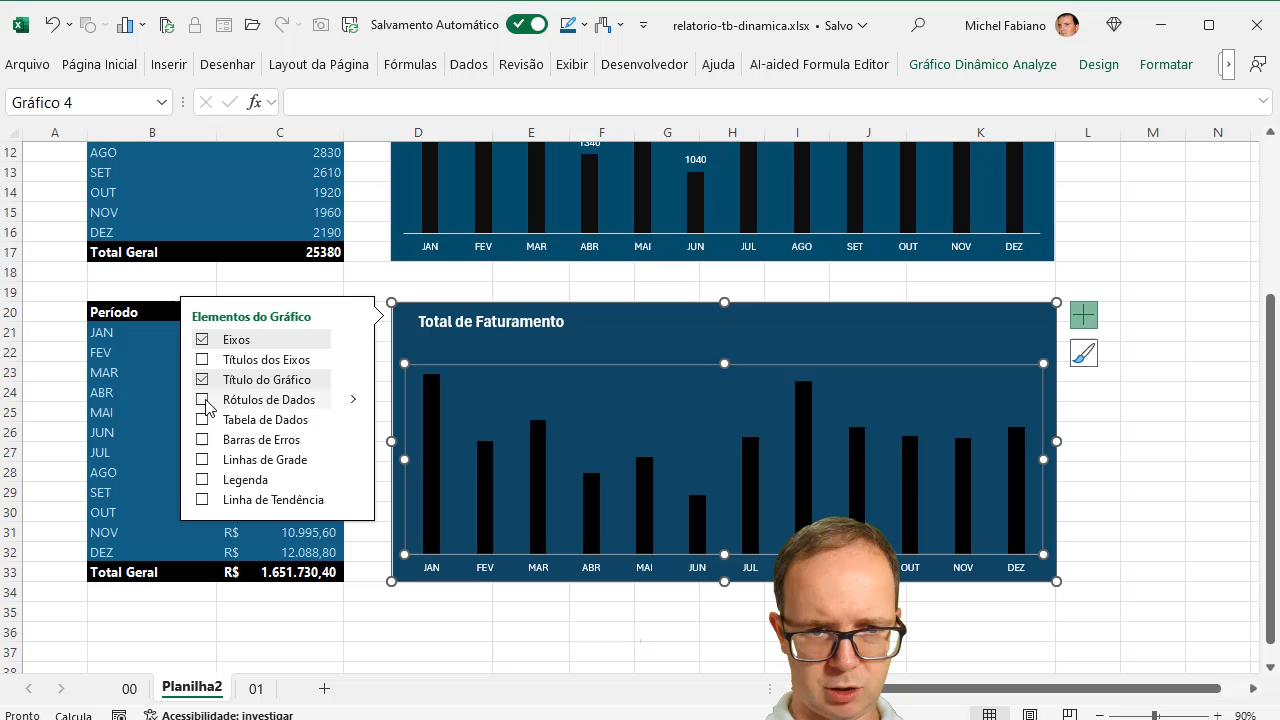 Salvamento Automático
relatorio-tb-dinamica.xlsx • Salvo
Michel Fabiano
Arquivo Página Inicial Inserir Desenhar Layout da Página Fórmulas Dados Revisão Exibir Desenvolvedor Ajuda AI-aided Formula Editor Gráfico Dinâmico Analyze Design Formatar
Gráfico 4
fx
A B C D E F G H I J K L M N
12 AGO 2830
13 SET 2610
14 OUT 1920
15 NOV 1960
16 DEZ 2190
17 Total Geral 25380
18
19
1340
1040
JAN FEV MAR ABR MAI JUN JUL AGO SET OUT NOV DEZ
20 Período
21 JAN
22 FEV
23 MAR
24 ABR
25 MAI
26 JUN
27 JUL
28 AGO
29 SET
30 OUT
31 NOV R$ 10.995,60
32 DEZ R$ 12.088,80
33 Total Geral R$ 1.651.730,40
34
35
36
37
38
Elementos do Gráfico
Eixos
Títulos dos Eixos
Título do Gráfico
Rótulos de Dados
Tabela de Dados
Barras de Erros
Linhas de Grade
Legenda
Linha de Tendência
Total de Faturamento
JAN FEV MAR ABR MAI JUN JUL OUT NOV DEZ
00 Planilha2 01
Pronto Calcula Acessibilidade: investigar 90%